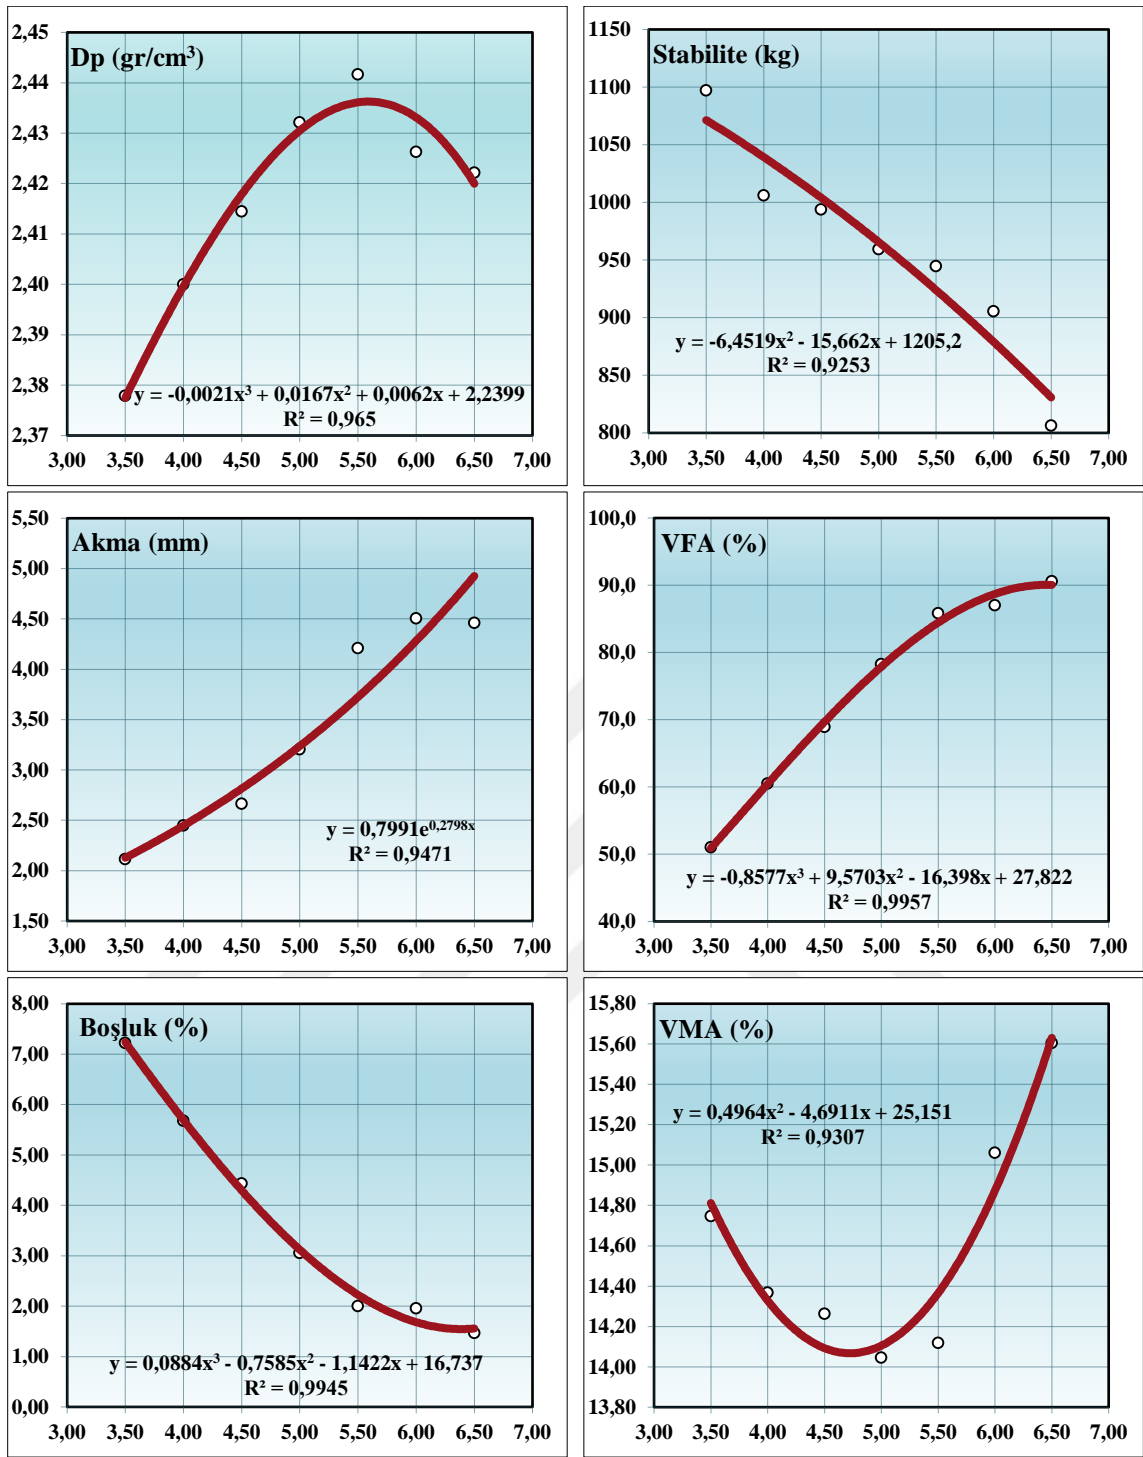 Dp (gr/cm³)
2,45
2,44
2,43
2,42
2,41
2,40
2,39
2,38
2,37
y = -0,0021x³ + 0,0167x² + 0,0062x + 2,2399
R² = 0,965
3,00 3,50 4,00 4,50 5,00 5,50 6,00 6,50 7,00
Stabilite (kg)
1150
1100
1050
1000
950
900
850
800
y = -6,4519x² - 15,662x + 1205,2
R² = 0,9253
3,00 3,50 4,00 4,50 5,00 5,50 6,00 6,50 7,00
Akma (mm)
5,50
5,00
4,50
4,00
3,50
3,00
2,50
2,00
1,50
y = 0,7991e^0,2798x
R² = 0,9471
3,00 3,50 4,00 4,50 5,00 5,50 6,00 6,50 7,00
VFA (%)
100,0
90,0
80,0
70,0
60,0
50,0
40,0
y = -0,8577x³ + 9,5703x² - 16,398x + 27,822
R² = 0,9957
3,00 3,50 4,00 4,50 5,00 5,50 6,00 6,50 7,00
Boşluk (%)
8,00
7,00
6,00
5,00
4,00
3,00
2,00
1,00
0,00
y = 0,0884x³ - 0,7585x² - 1,1422x + 16,737
R² = 0,9945
3,00 3,50 4,00 4,50 5,00 5,50 6,00 6,50 7,00
VMA (%)
15,80
15,60
15,40
15,20
15,00
14,80
14,60
14,40
14,20
14,00
13,80
y = 0,4964x² - 4,6911x + 25,151
R² = 0,9307
3,00 3,50 4,00 4,50 5,00 5,50 6,00 6,50 7,00